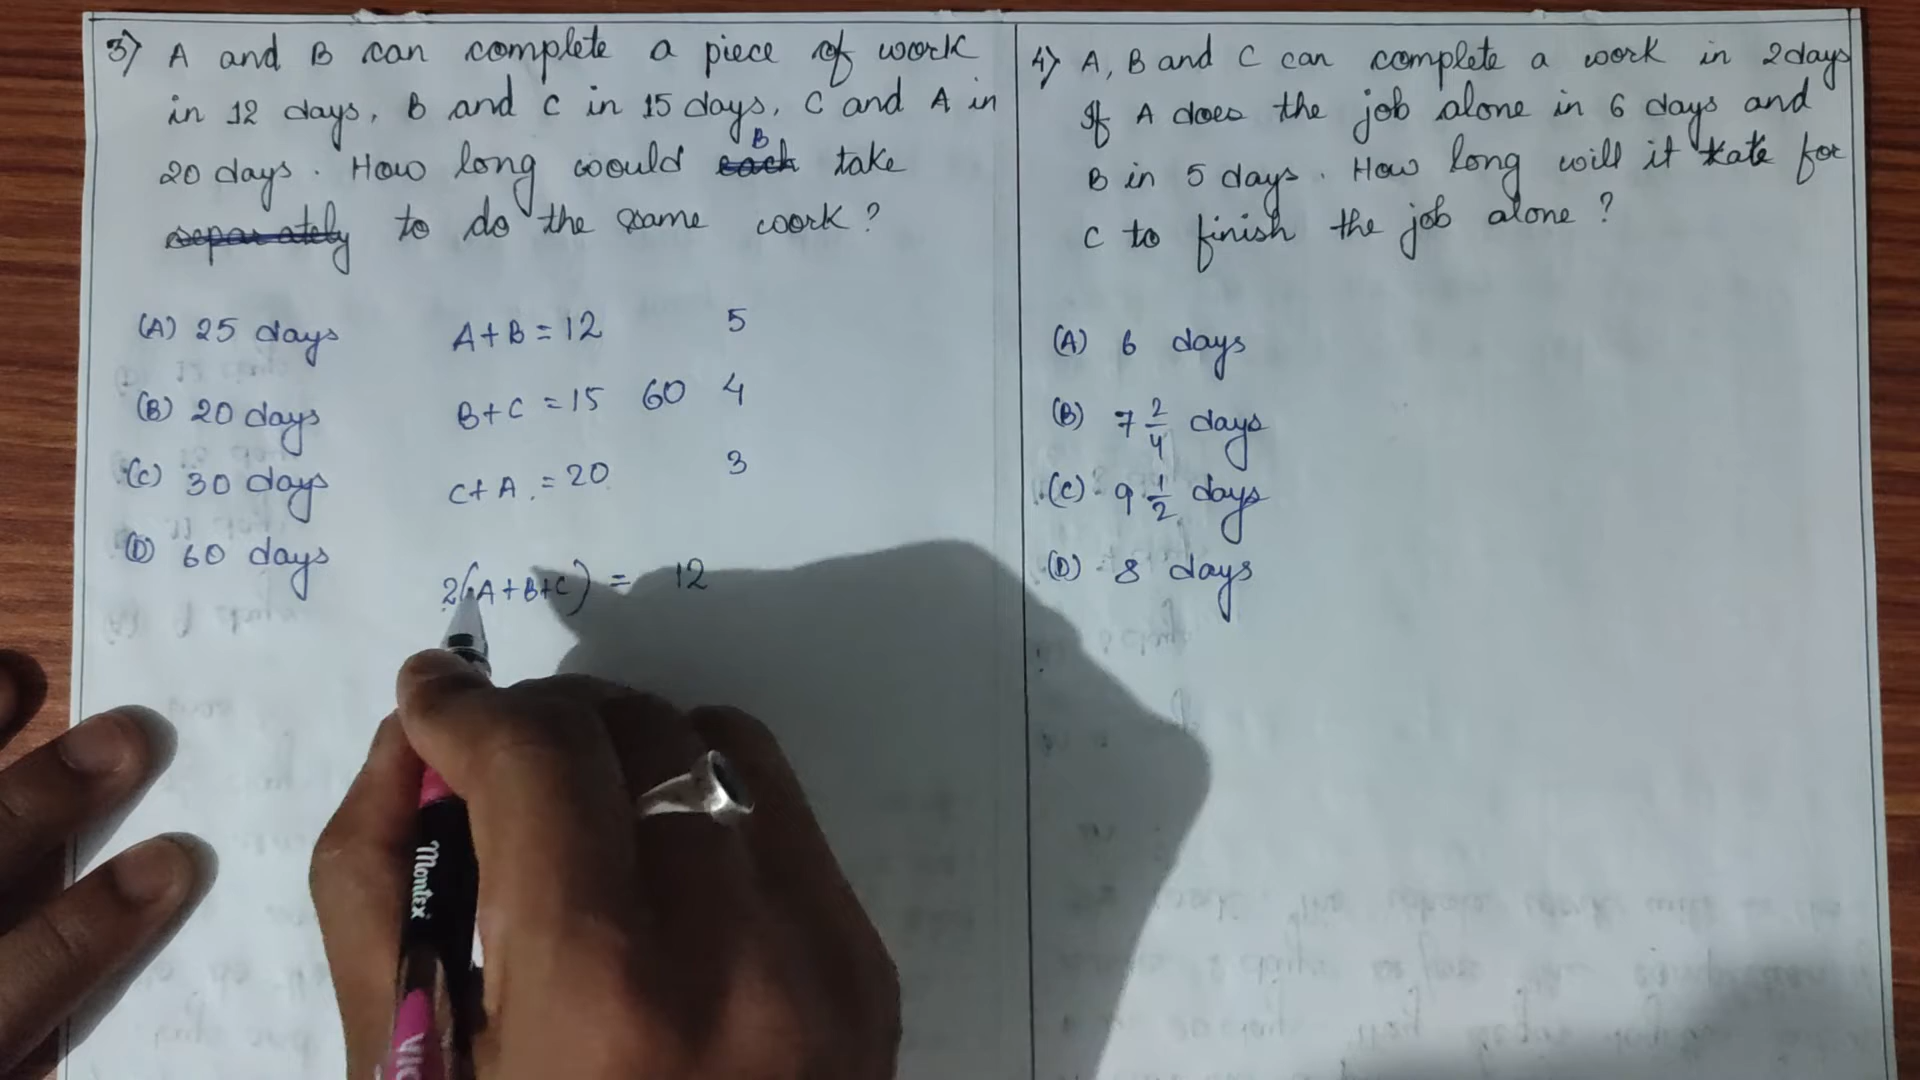 3) A and B can complete a piece of work
in 12 days, B and C in 15 days, C and A in
B
20 days. How long would each take
separately to do the same work?
(A) 25 days
(B) 20 days
(C) 30 days
(D) 60 days
A+B = 12 5
B+C = 15 60 4
C+A = 20 3
2(A+B+C) = 12
4) A, B and C can complete a work in 2 days
If A does the job alone in 6 days and
B in 5 days. How long will it kate for
C to finish the job alone?
(A) 6 days
(B) 7 2/4 days
(C) 9 1/2 days
(D) 8 days
Montex